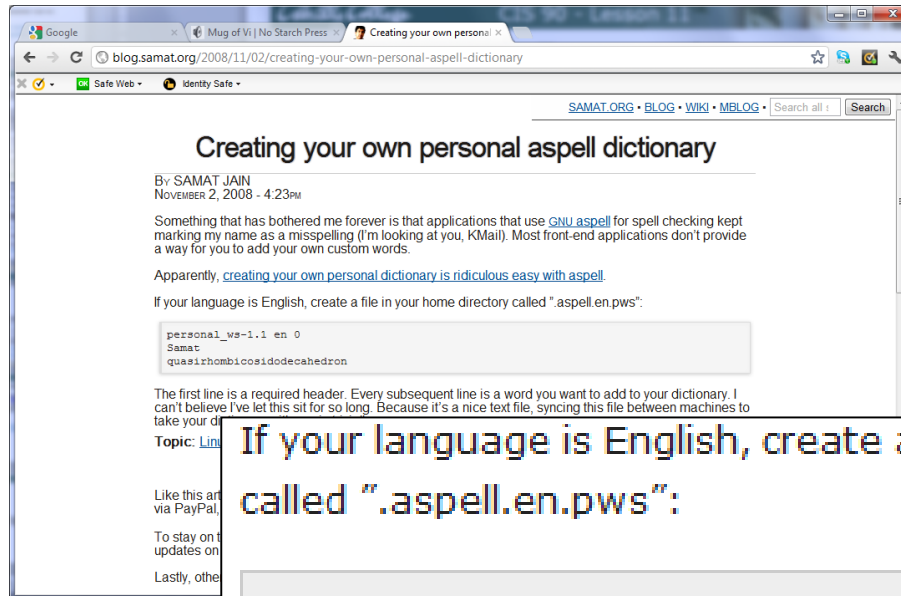 CIS 90 - Lesson 11
Google
Mug of Vi | No Starch Press
Creating your own personal
blog.samat.org/2008/11/02/creating-your-own-personal-aspell-dictionary
OK Safe Web
Identity Safe
SAMAT.ORG • BLOG • WIKI • MBLOG • Search all Search
Creating your own personal aspell dictionary
By SAMAT JAIN
November 2, 2008 - 4:23pm
Something that has bothered me forever is that applications that use GNU aspell for spell checking kept
marking my name as a misspelling (I'm looking at you, KMail). Most front-end applications don't provide
a way for you to add your own custom words.
Apparently, creating your own personal dictionary is ridiculous easy with aspell.
If your language is English, create a file in your home directory called ".aspell.en.pws":
personal_ws-1.1 en 0
Samat
quasirhombicosidodecahedron
The first line is a required header. Every subsequent line is a word you want to add to your dictionary. I
can't believe I've let this sit for so long. Because it's a nice text file, syncing this file between machines to
take your di
Topic: Linu
If your language is English, create a
called ".aspell.en.pws":
Like this art
via PayPal,
To stay on t
updates on
Lastly, othe